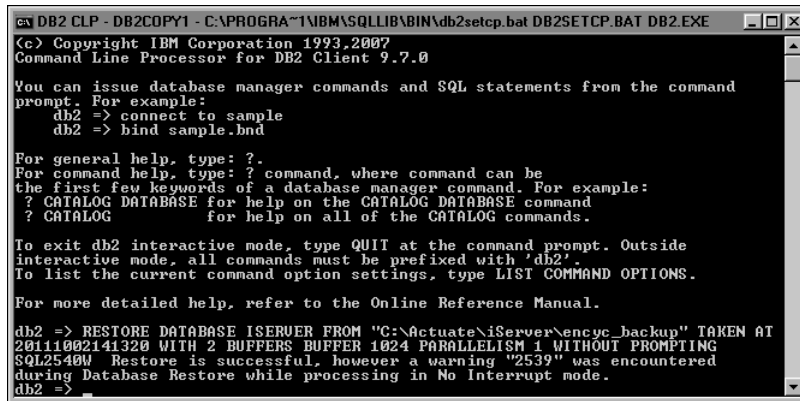 DB2 CLP - DB2COPY1 - C:\PROGRA~1\IBM\SQLLIB\BIN\db2setcp.bat DB2SETCP.BAT DB2.EXE
(c) Copyright IBM Corporation 1993,2007
Command Line Processor for DB2 Client 9.7.0
You can issue database manager commands and SQL statements from the command
prompt. For example:
db2 => connect to sample
db2 => bind sample.bnd
For general help, type: ?.
For command help, type: ? command, where command can be
the first few keywords of a database manager command. For example:
? CATALOG DATABASE for help on the CATALOG DATABASE command
? CATALOG for help on all of the CATALOG commands.
To exit db2 interactive mode, type QUIT at the command prompt. Outside
interactive mode, all commands must be prefixed with 'db2'.
To list the current command option settings, type LIST COMMAND OPTIONS.
For more detailed help, refer to the Online Reference Manual.
db2 => RESTORE DATABASE ISERVER FROM "C:\Actuate\iServer\encyc_backup" TAKEN AT
20111002141320 WITH 2 BUFFERS BUFFER 1024 PARALLELISM 1 WITHOUT PROMPTING
SQL2540W Restore is successful, however a warning "2539" was encountered
during Database Restore while processing in No Interrupt mode.
db2 => _